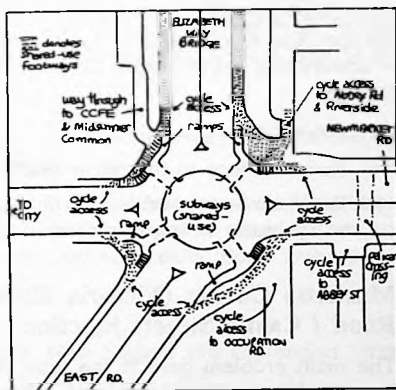 ELIZABETH
WAY
BRIDGE
denotes
shared-use
Footways
way through
to CCFE
& Midsummer
Common
cycle
access
ramps
cycle access
to Abbey Rd
& Riverside
NEWMARKET
RD
TO
CITY
cycle
access
ramp
subways
(shared-
use)
cycle
access
ramp
cycle
access
cycle
access to
OCCUPATION
RD.
cycle
access
to
ABBEY ST
crossing
EAST RD.